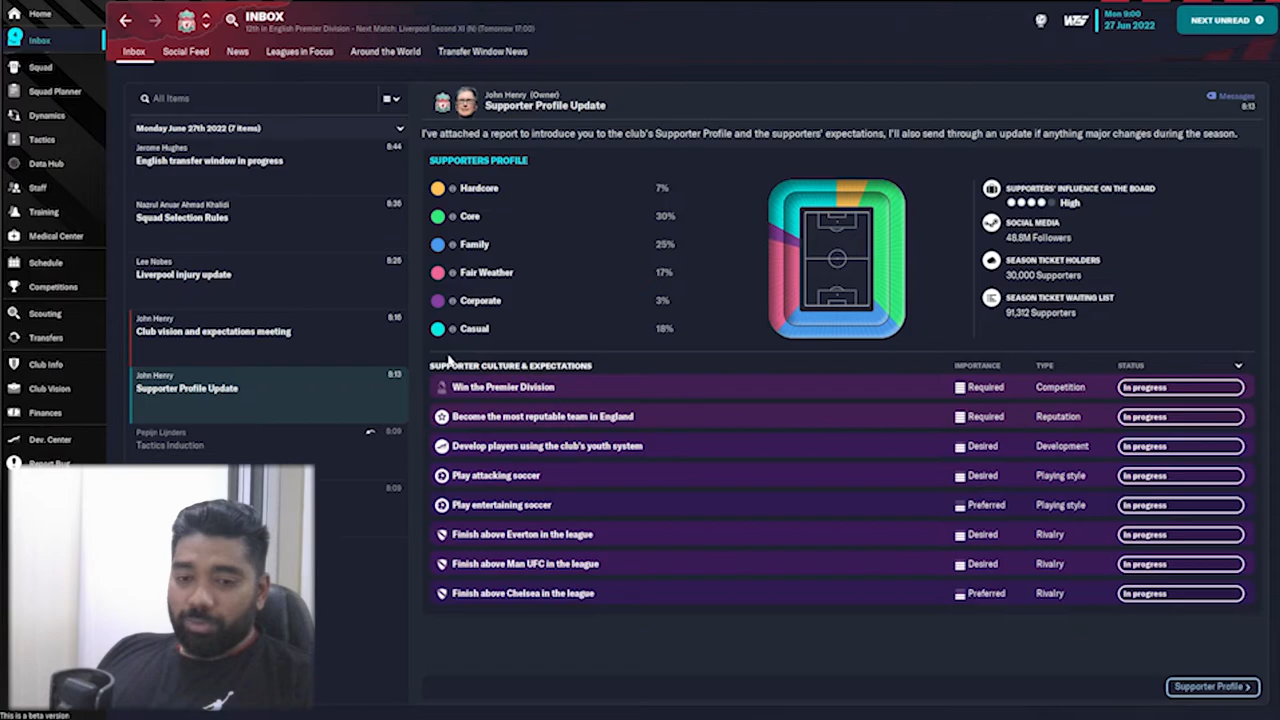 Home
Inbox
Squad
Squad Planner
Dynamics
Tactics
Data Hub
Staff
Training
Medical Center
Schedule
Competitions
Scouting
Transfers
Club Info
Club Vision
Finances
Dev. Center
INBOX
12th in English Premier Division - Next Match: Liverpool Second XI (N) (Tomorrow 17:00)
Mon 9:00
27 Jun 2022
NEXT UNREAD
Inbox Social Feed News Leagues in Focus Around the World Transfer Window News
All Items
Monday June 27th 2022 (7 items)
Jerome Hughes 8:44
English transfer window in progress
Nazrul Anuar Ahmad Khalidi 8:36
Squad Selection Rules
Lee Nobes 8:26
Liverpool injury update
John Henry 8:16
Club vision and expectations meeting
John Henry 8:13
Supporter Profile Update
Pepijn Lijnders 8:09
Tactics Induction
8:09
John Henry (Owner)
Supporter Profile Update
Messages
8:13
I've attached a report to introduce you to the club's Supporter Profile and the supporters' expectations, I'll also send through an update if anything major changes during the season.
SUPPORTERS PROFILE
Hardcore 7%
Core 30%
Family 25%
Fair Weather 17%
Corporate 3%
Casual 18%
SUPPORTERS' INFLUENCE ON THE BOARD
High
SOCIAL MEDIA
48.8M Followers
SEASON TICKET HOLDERS
30,000 Supporters
SEASON TICKET WAITING LIST
91,312 Supporters
SUPPORTER CULTURE & EXPECTATIONS IMPORTANCE TYPE STATUS
Win the Premier Division Required Competition In progress
Become the most reputable team in England Required Reputation In progress
Develop players using the club's youth system Desired Development In progress
Play attacking soccer Desired Playing style In progress
Play entertaining soccer Preferred Playing style In progress
Finish above Everton in the league Desired Rivalry In progress
Finish above Man UFC in the league Desired Rivalry In progress
Finish above Chelsea in the league Preferred Rivalry In progress
Supporter Profile >
This is a beta version